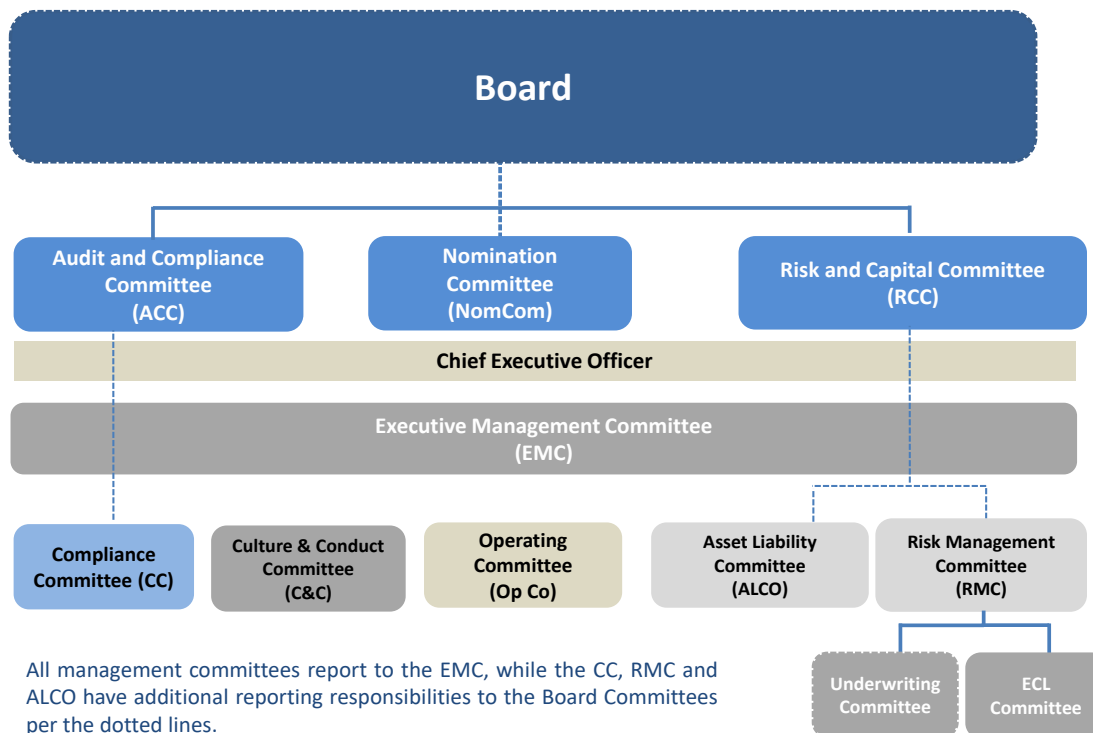 Board
Audit and Compliance
Committee
(ACC)
Nomination
Committee
(NomCom)
Risk and Capital Committee
(RCC)
Chief Executive Officer
Executive Management Committee
(EMC)
Compliance
Committee (CC)
Culture & Conduct
Committee
(C&C)
Operating
Committee
(Op Co)
Asset Liability
Committee
(ALCO)
Risk Management
Committee
(RMC)
Underwriting
Committee
ECL
Committee
All management committees report to the EMC, while the CC, RMC and
ALCO have additional reporting responsibilities to the Board Committees
per the dotted lines.